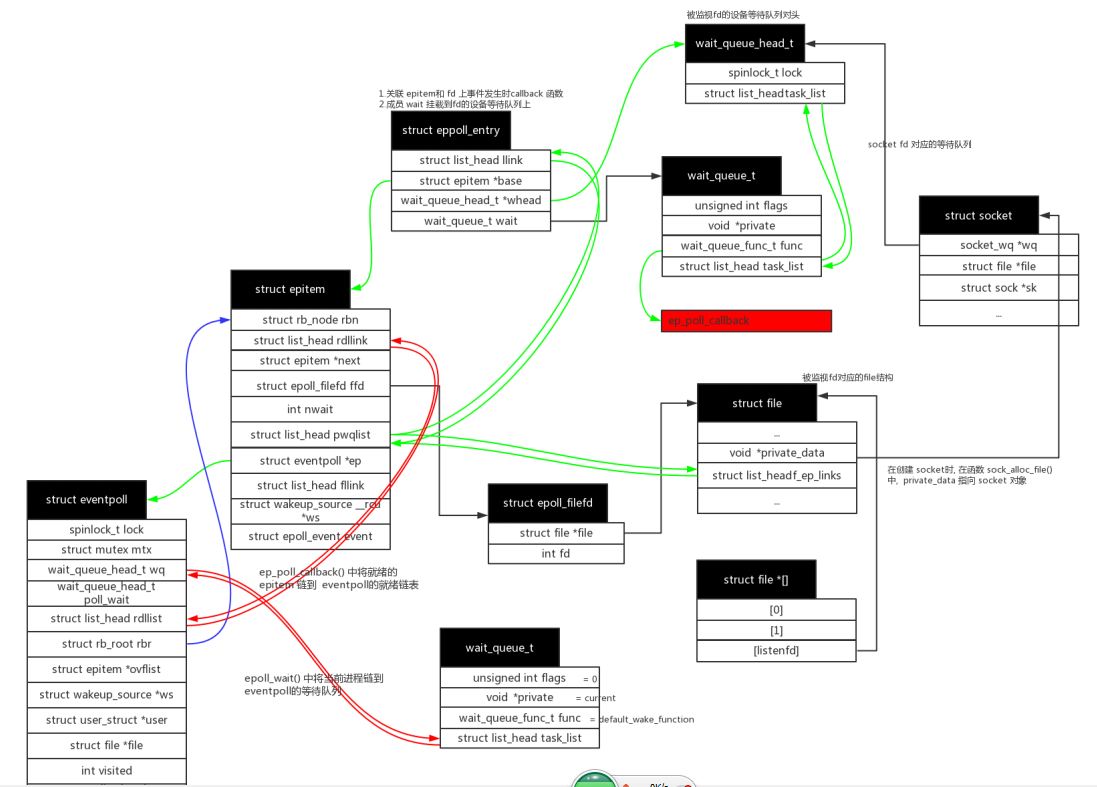 被监视fd的设备等待队列对头
wait_queue_head_t
spinlock_t lock
struct list_headtask_list
1.关联 epitem和 fd 上事件发生时callback 函数
2.成员 wait 挂载到fd的设备等待队列上
struct eppoll_entry
struct list_head llink
struct epitem *base
wait_queue_head_t *whead
wait_queue_t wait
socket fd 对应的等待队列
wait_queue_t
unsigned int flags
void *private
wait_queue_func_t func
struct list_head task_list
ep_poll_callback
struct socket
socket_wq *wq
struct file *file
struct sock *sk
...
struct epitem
struct rb_node rbn
struct list_head rdllink
struct epitem *next
struct epoll_filefd ffd
int nwait
struct list_head pwqlist
struct eventpoll *ep
struct list_head fllink
struct wakeup_source __rcu
*ws
struct epoll_event event
被监视fd对应的file结构
struct file
...
void *private_data
struct list_headf_ep_links
...
在创建 socket时, 在函数 sock_alloc_file()
中, private_data 指向 socket 对象
struct eventpoll
spinlock_t lock
struct mutex mtx
wait_queue_head_t wq
wait_queue_head_t
poll_wait
struct list_head rdllist
struct rb_root rbr
struct epitem *ovflist
struct wakeup_source *ws
struct user_struct *user
struct file *file
int visited
struct epoll_filefd
struct file *file
int fd
ep_poll_callback() 中将就绪的
epitem 链到 eventpoll的就绪链表
struct file *[]
[0]
[1]
[listenfd]
epoll_wait() 中将当前进程链到
eventpoll的等待队列
wait_queue_t
unsigned int flags = 0
void *private = current
wait_queue_func_t func = default_wake_function
struct list_head task_list